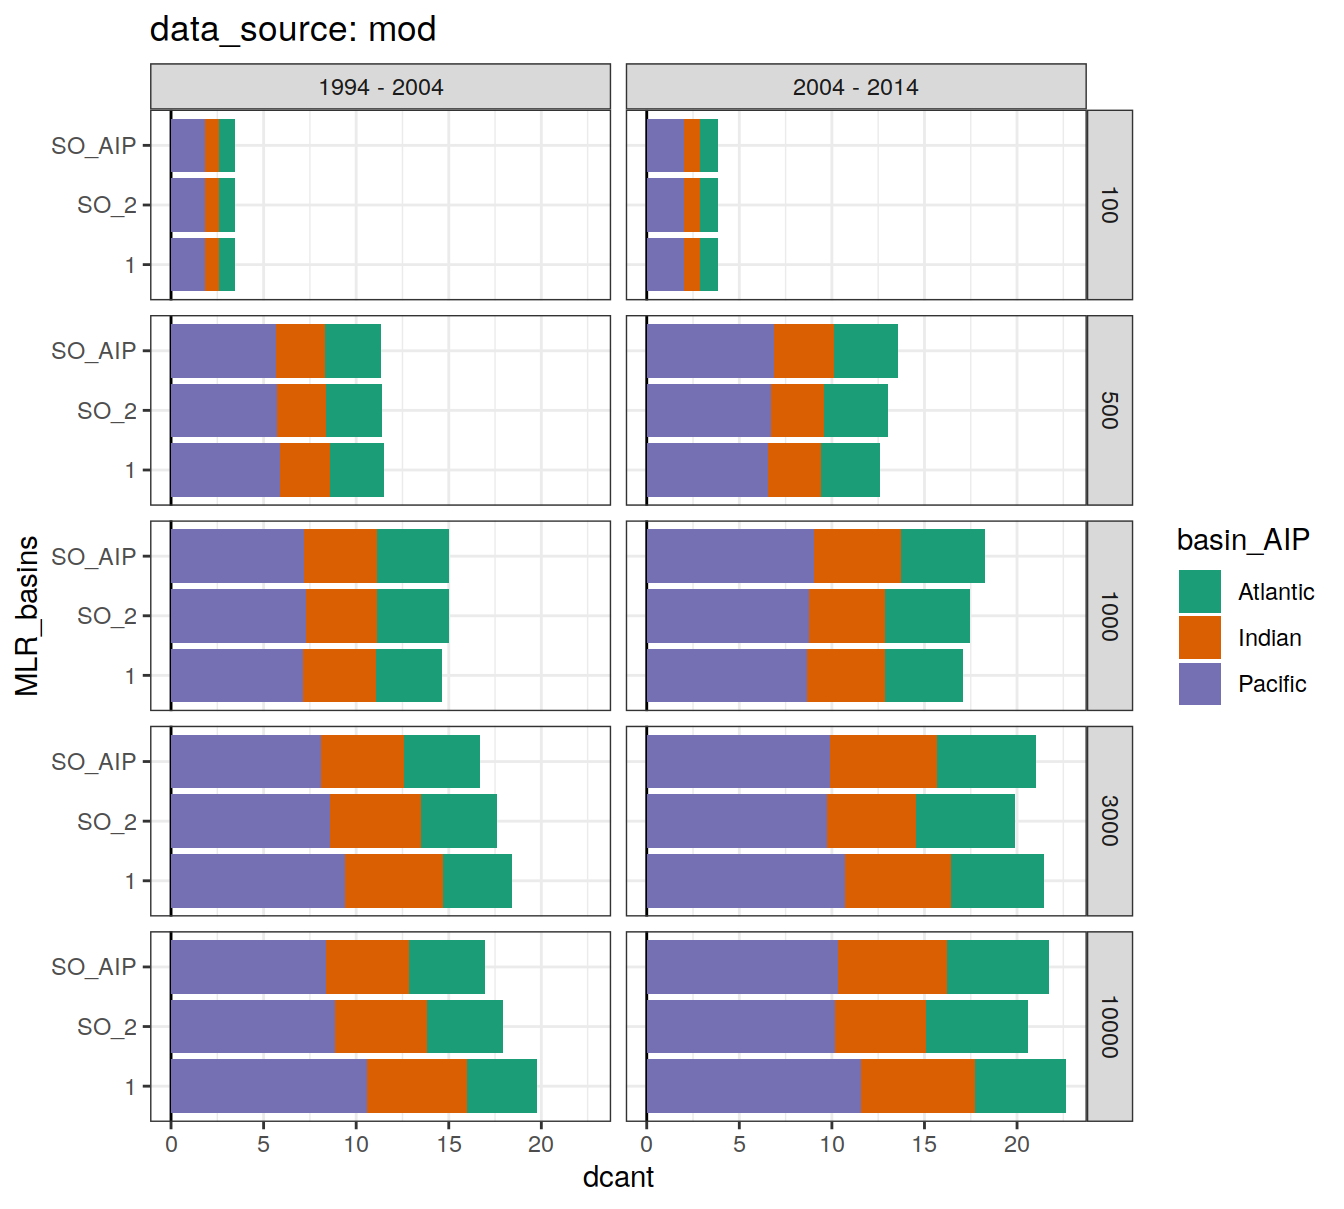 data_source: mod
1994 - 2004
2004 - 2014
SO_AIP
SO_2
1
100
SO_AIP
SO_2
1
500
SO_AIP
SO_2
1
1000
SO_AIP
SO_2
1
3000
SO_AIP
SO_2
1
10000
0 5 10 15 20
0 5 10 15 20
dcant
MLR_basins
basin_AIP
Atlantic
Indian
Pacific